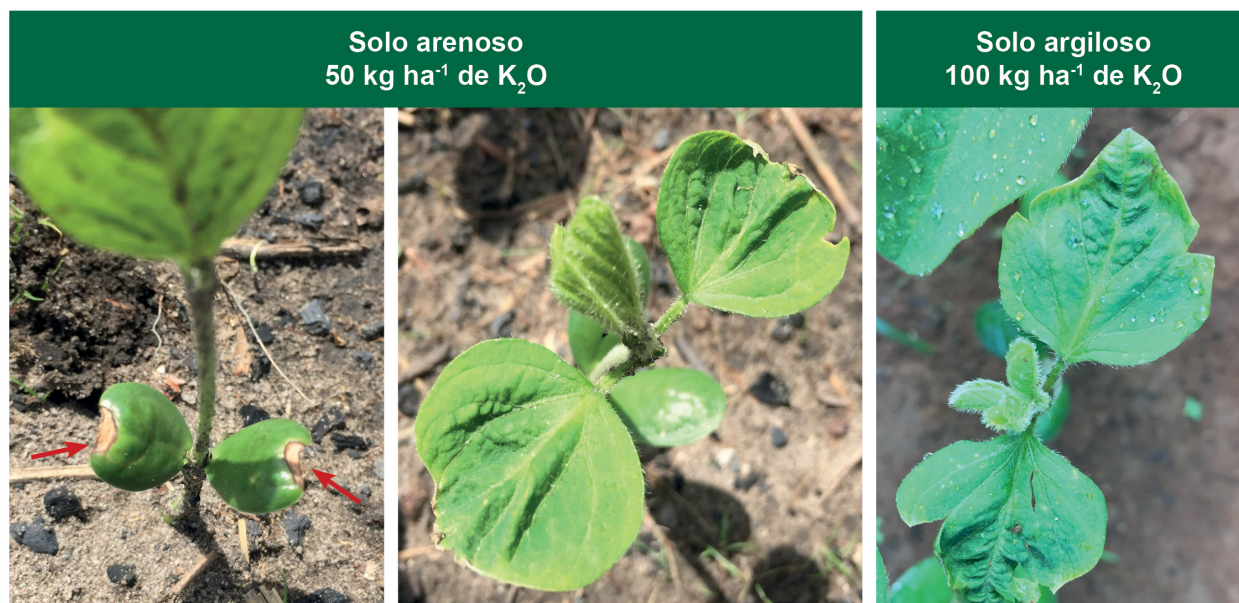 Solo arenoso
50 kg ha⁻¹ de K₂O
Solo argiloso
100 kg ha⁻¹ de K₂O